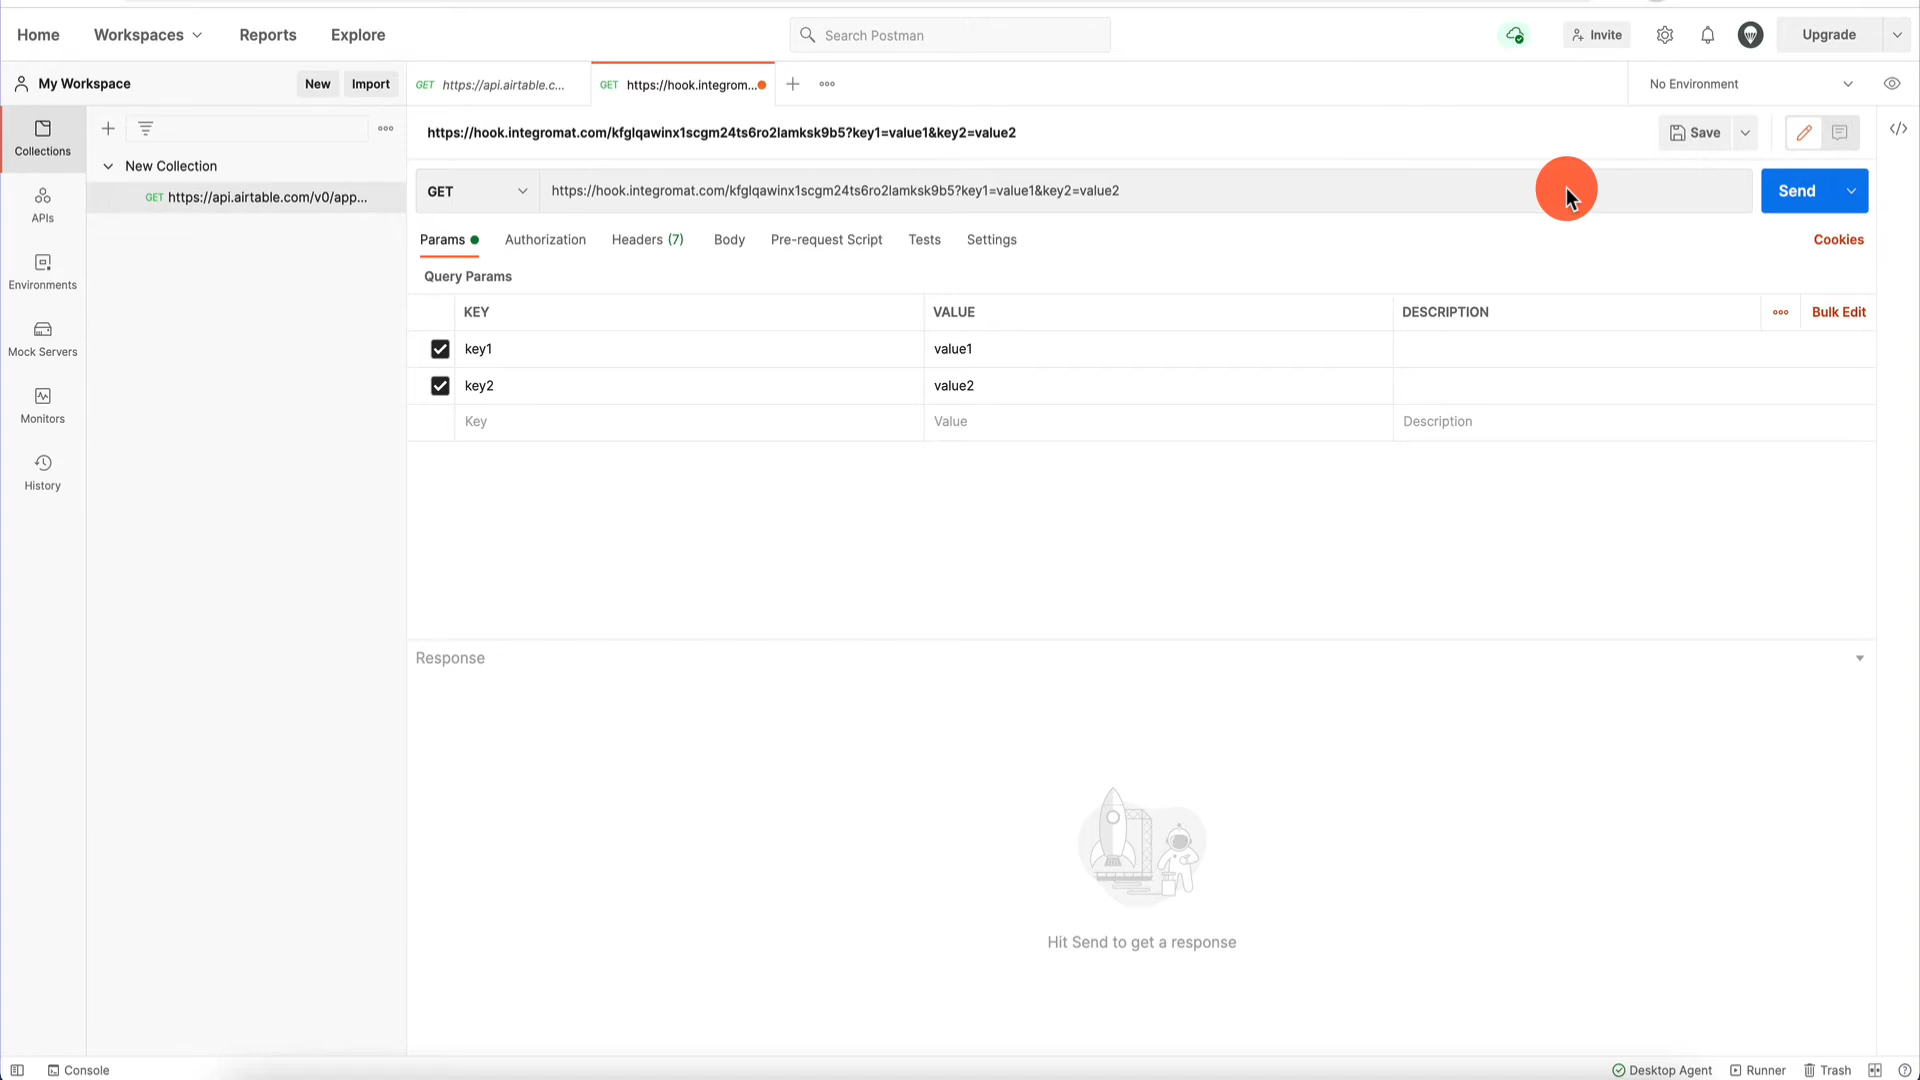 Home
Workspaces
Reports
Explore
Search Postman
Invite
Upgrade
My Workspace
New
Import
GET https://api.airtable.c...
GET https://hook.integrom...
No Environment
Collections
New Collection
GET https://api.airtable.com/v0/app...
APIs
Environments
Mock Servers
Monitors
History
https://hook.integromat.com/kfglqawinx1scgm24ts6ro2lamksk9b5?key1=value1&key2=value2
Save
GET
https://hook.integromat.com/kfglqawinx1scgm24ts6ro2lamksk9b5?key1=value1&key2=value2
Send
Params
Authorization
Headers (7)
Body
Pre-request Script
Tests
Settings
Cookies
Query Params
KEY VALUE DESCRIPTION
Bulk Edit
key1 value1
key2 value2
Key Value Description
Response
Hit Send to get a response
Console
Desktop Agent
Runner
Trash